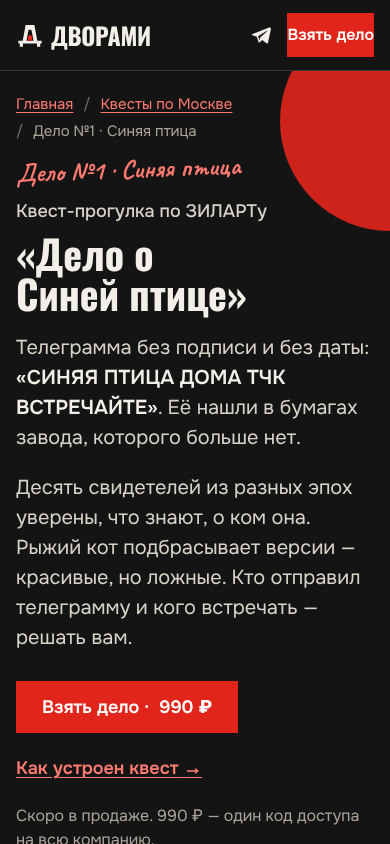 ДВОРАМИ
Взять дело
Главная / Квесты по Москве
/ Дело №1 · Синяя птица
Дело №1 · Синяя птица
Квест-прогулка по ЗИЛАРТу
«Дело о
Синей птице»
Телеграмма без подписи и без даты:
«СИНЯЯ ПТИЦА ДОМА ТЧК
ВСТРЕЧАЙТЕ». Её нашли в бумагах
завода, которого больше нет.
Десять свидетелей из разных эпох
уверены, что знают, о ком она.
Рыжий кот подбрасывает версии —
красивые, но ложные. Кто отправил
телеграмму и кого встречать —
решать вам.
Взять дело · 990 ₽
Как устроен квест →
Скоро в продаже. 990 ₽ — один код доступа
на всю компанию.